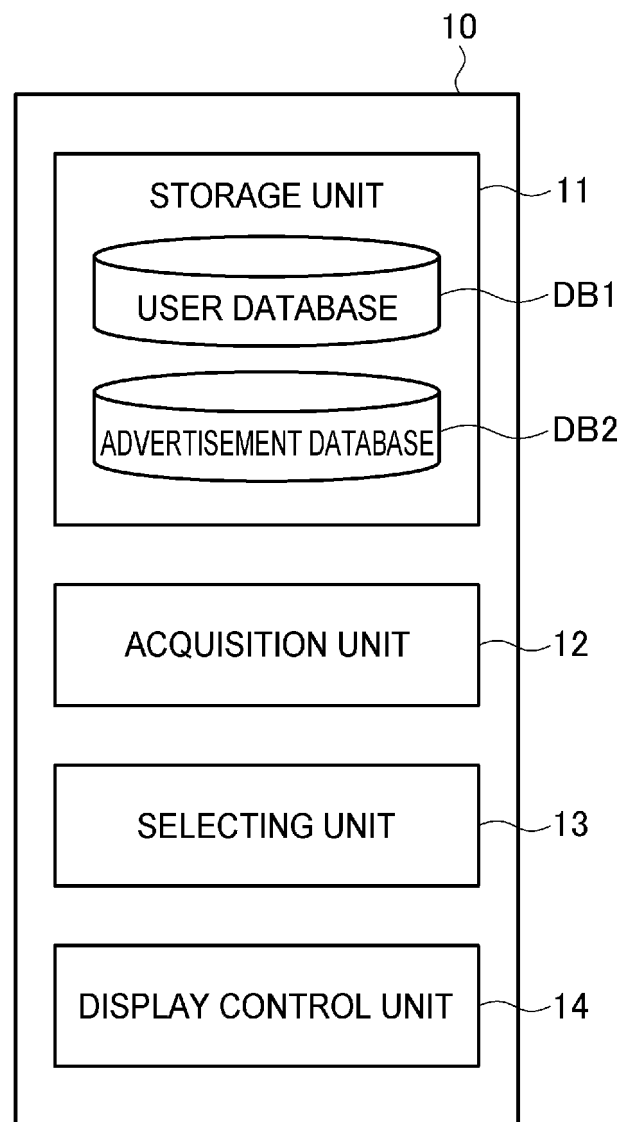 10
STORAGE UNIT
11
USER DATABASE
DB1
ADVERTISEMENT DATABASE
DB2
ACQUISITION UNIT
12
SELECTING UNIT
13
DISPLAY CONTROL UNIT
14